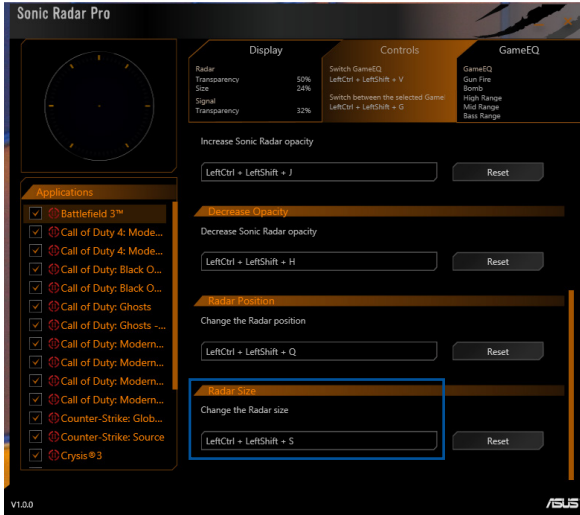 Sonic Radar Pro
Display
Radar
Transparency 50%
Size 24%
Signal
Transparency 32%
Controls
Switch GameEQ
LeftCtrl + LeftShift + V
Switch between the selected Game
LeftCtrl + LeftShift + G
GameEQ
GameEQ
Gun Fire
Bomb
High Range
Mid Range
Bass Range
Applications
Battlefield 3™
Call of Duty 4: Mode...
Call of Duty 4: Mode...
Call of Duty: Black O...
Call of Duty: Black O...
Call of Duty: Ghosts
Call of Duty: Ghosts -...
Call of Duty: Modern...
Call of Duty: Modern...
Call of Duty: Modern...
Call of Duty: Modern...
Counter-Strike: Glob...
Counter-Strike: Source
Crysis®3
Increase Sonic Radar opacity
LeftCtrl + LeftShift + J Reset
Decrease Opacity
Decrease Sonic Radar opacity
LeftCtrl + LeftShift + H Reset
Radar Position
Change the Radar position
LeftCtrl + LeftShift + Q Reset
Radar Size
Change the Radar size
LeftCtrl + LeftShift + S Reset
V1.0.0
ASUS